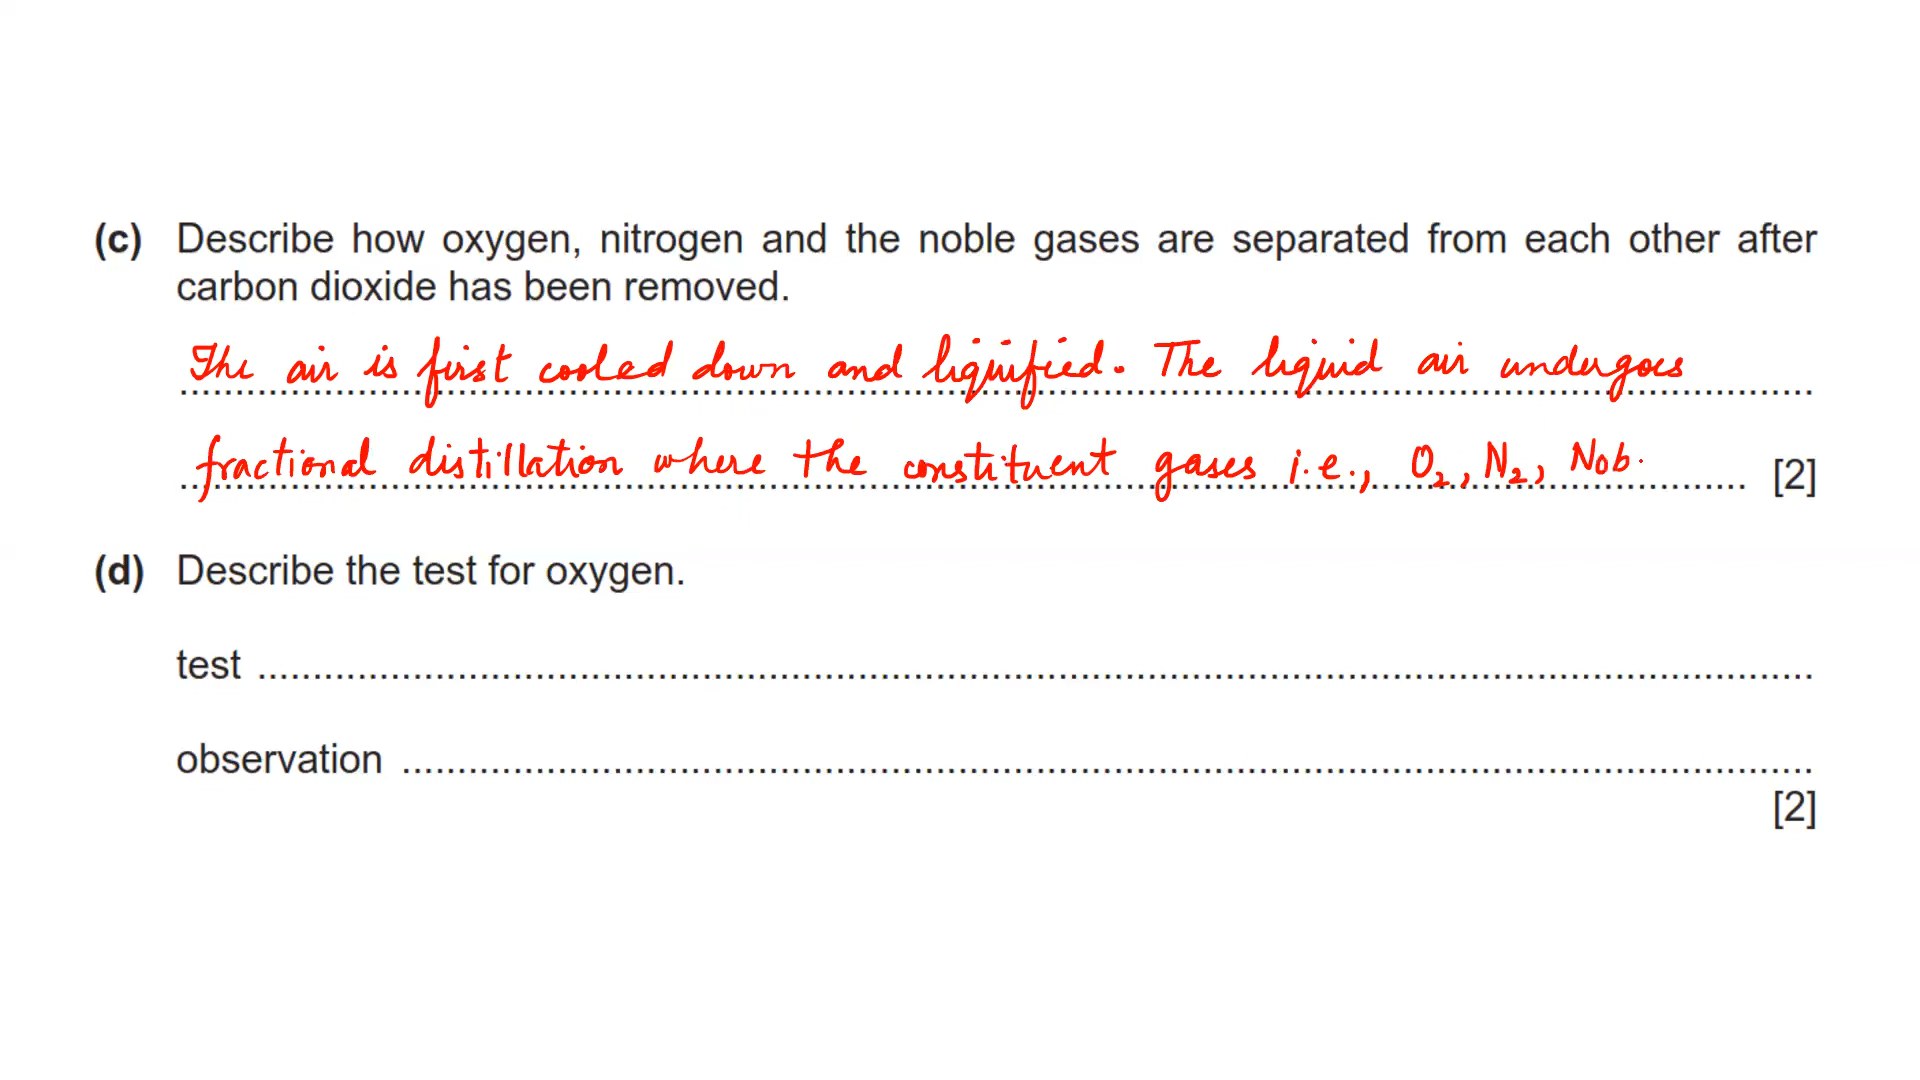 (c) Describe how oxygen, nitrogen and the noble gases are separated from each other after
carbon dioxide has been removed.
The air is first cooled down and liquified. The liquid air undergoes
fractional distillation where the constituent gases i.e., O₂, N₂, Nob. [2]
(d) Describe the test for oxygen.
test ................................................................................
observation ................................................................................
[2]